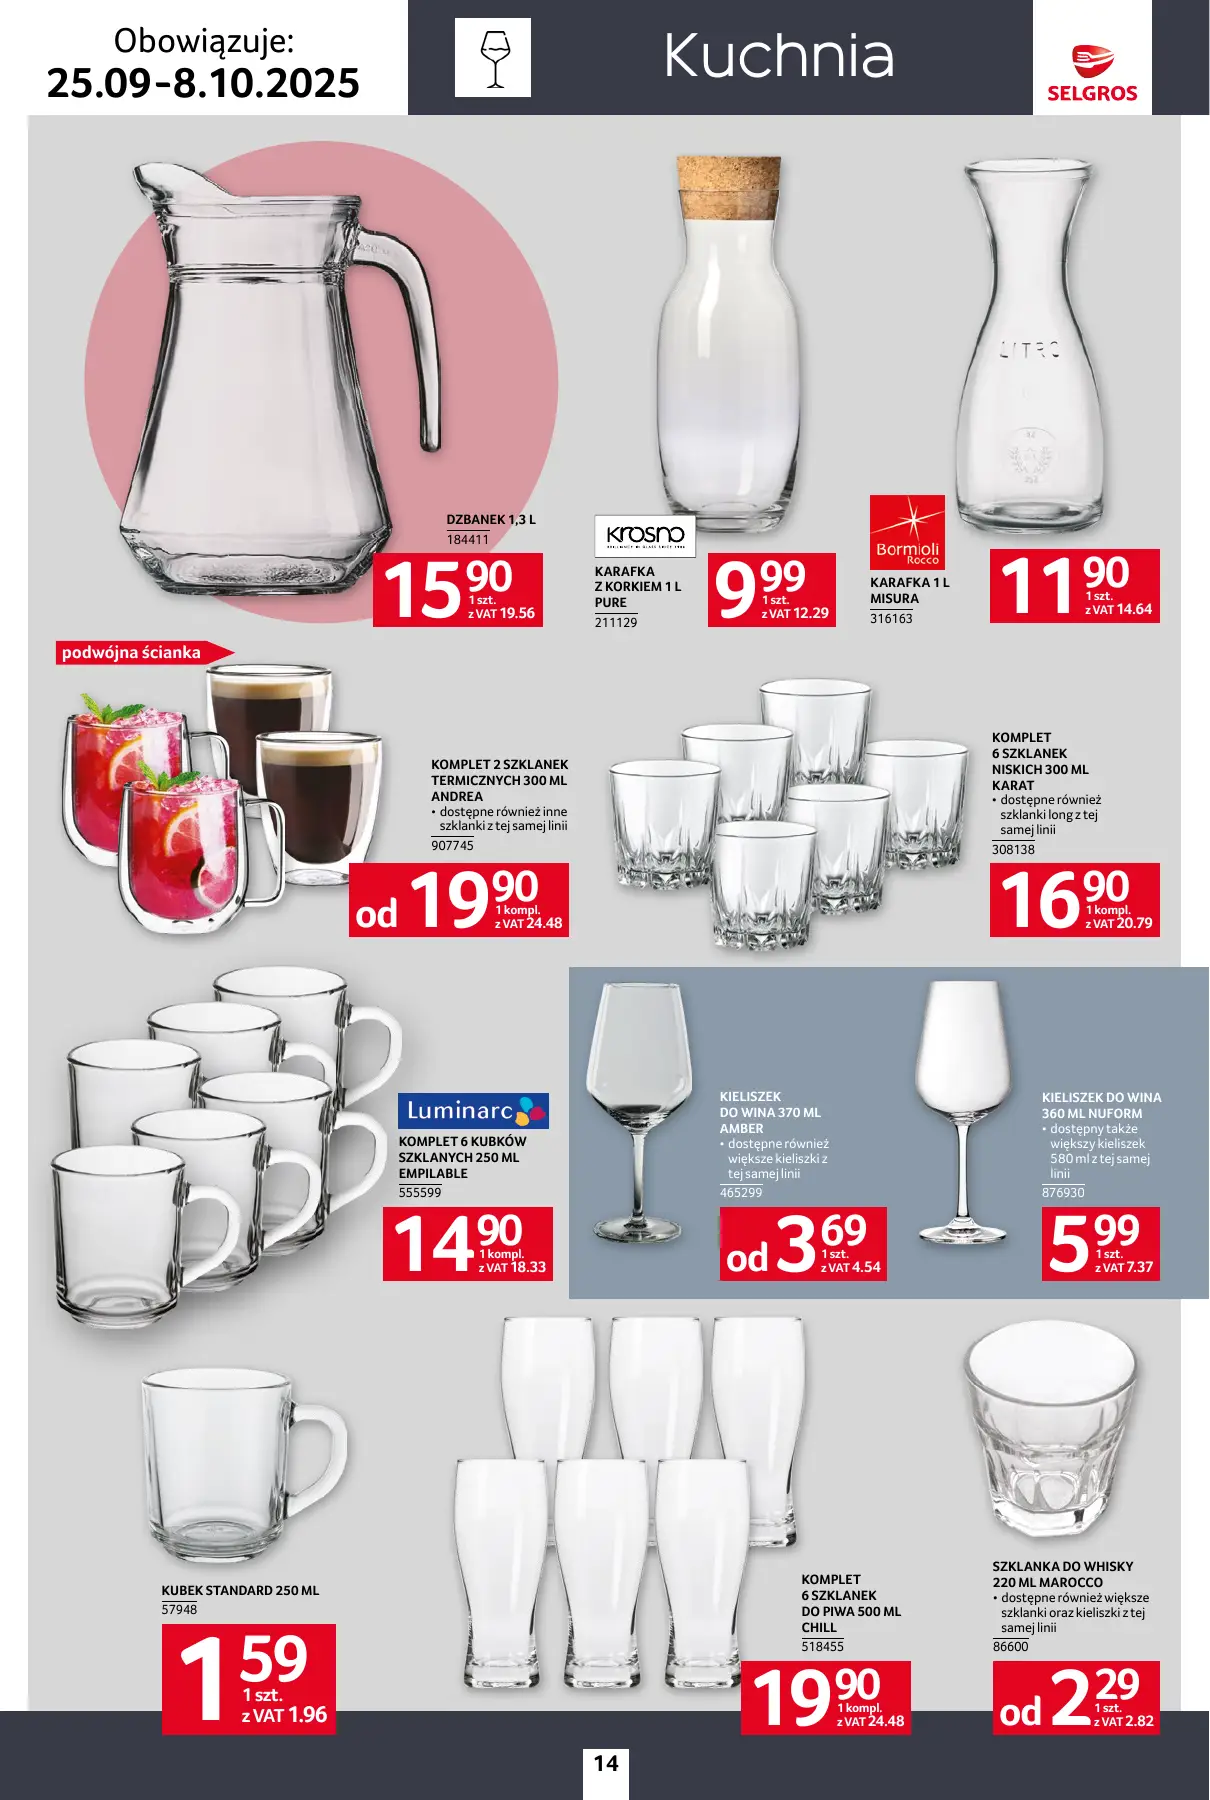 Obowiązuje:
25.09-8.10.2025
Kuchnia
SELGROS
LITRO
DZBANEK 1,3 L
184411
15 90
1 szt.
z VAT 19.56
Krosno
KARAFKA
Z KORKIEM 1 L
PURE
211129
9 99
1 szt.
z VAT 12.29
Bormioli
Rocco
KARAFKA 1 L
MISURA
316163
11 90
1 szt.
z VAT 14.64
podwójna ścianka
KOMPLET 2 SZKLANEK
TERMICZNYCH 300 ML
ANDREA
• dostępne również inne
szklanki z tej samej linii
907745
od 19 90
1 kompl.
z VAT 24.48
KOMPLET
6 SZKLANEK
NISKICH 300 ML
KARAT
• dostępne również
szklanki long z tej
samej linii
308138
16 90
1 kompl.
z VAT 20.79
Luminarc
KOMPLET 6 KUBKÓW
SZKLANYCH 250 ML
EMPILABLE
555599
14 90
1 kompl.
z VAT 18.33
KIELISZEK
DO WINA 370 ML
AMBER
• dostępne również
większe kieliszki z
tej samej linii
465299
od 3 69
1 szt.
z VAT 4.54
KIELISZEK DO WINA
360 ML NUFORM
• dostępny także
większy kieliszek
580 ml z tej samej
linii
876930
5 99
1 szt.
z VAT 7.37
KUBEK STANDARD 250 ML
57948
1 59
1 szt.
z VAT 1.96
KOMPLET
6 SZKLANEK
DO PIWA 500 ML
CHILL
518455
19 90
1 kompl.
z VAT 24.48
SZKLANKA DO WHISKY
220 ML MAROCCO
• dostępne również większe
szklanki oraz kieliszki z tej
samej linii
86600
od 2 29
1 szt.
z VAT 2.82
14